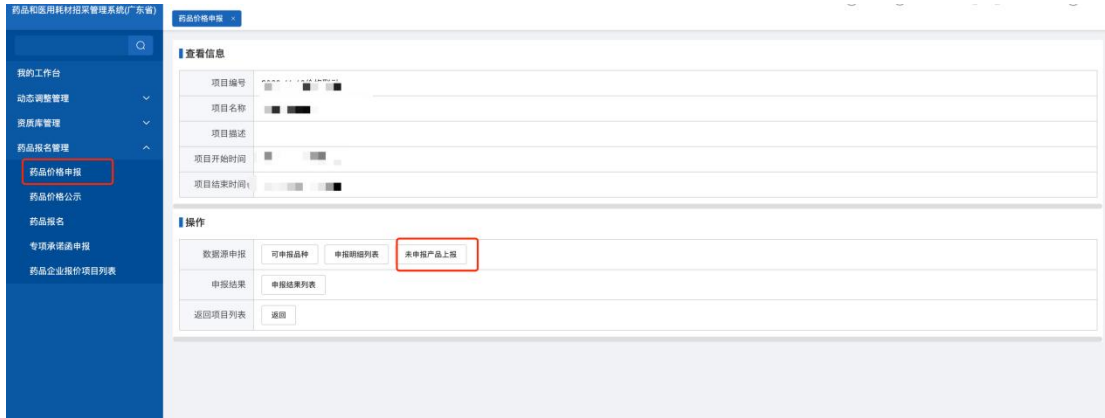 药品和医用耗材招采管理系统(广东省)
药品价格申报 ×
查看信息
我的工作台
项目编号
动态调整管理
项目名称
资质库管理
项目描述
药品报名管理
项目开始时间
药品价格申报
项目结束时间
药品价格公示
药品报名
操作
专项承诺函申报
数据源申报 可申报品种 申报明细列表 未申报产品上报
药品企业报价项目列表
申报结果 申报结果列表
返回项目列表 返回